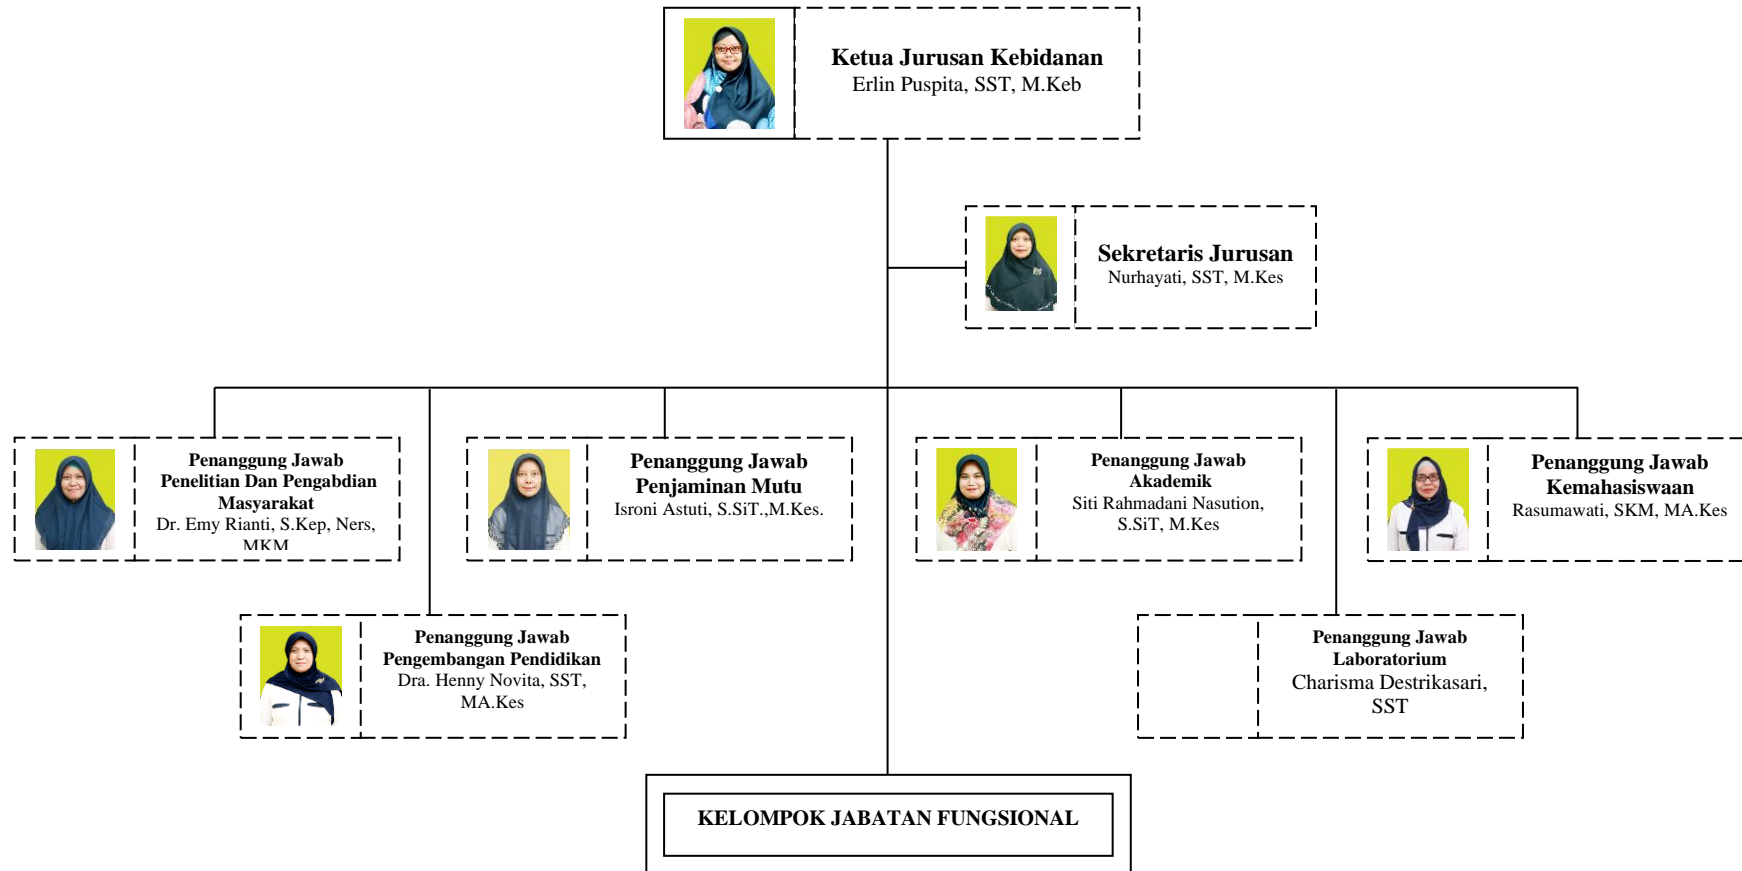 Ketua Jurusan Kebidanan
Erlin Puspita, SST, M.Keb
Sekretaris Jurusan
Nurhayati, SST, M.Kes
Penanggung Jawab
Penelitian Dan Pengabdian
Masyarakat
Dr. Emy Rianti, S.Kep, Ners,
MKM
Penanggung Jawab
Penjaminan Mutu
Isroni Astuti, S.SiT.,M.Kes.
Penanggung Jawab
Akademik
Siti Rahmadani Nasution,
S.SiT, M.Kes
Penanggung Jawab
Kemahasiswaan
Rasumawati, SKM, MA.Kes
Penanggung Jawab
Pengembangan Pendidikan
Dra. Henny Novita, SST,
MA.Kes
Penanggung Jawab
Laboratorium
Charisma Destrikasari,
SST
KELOMPOK JABATAN FUNGSIONAL